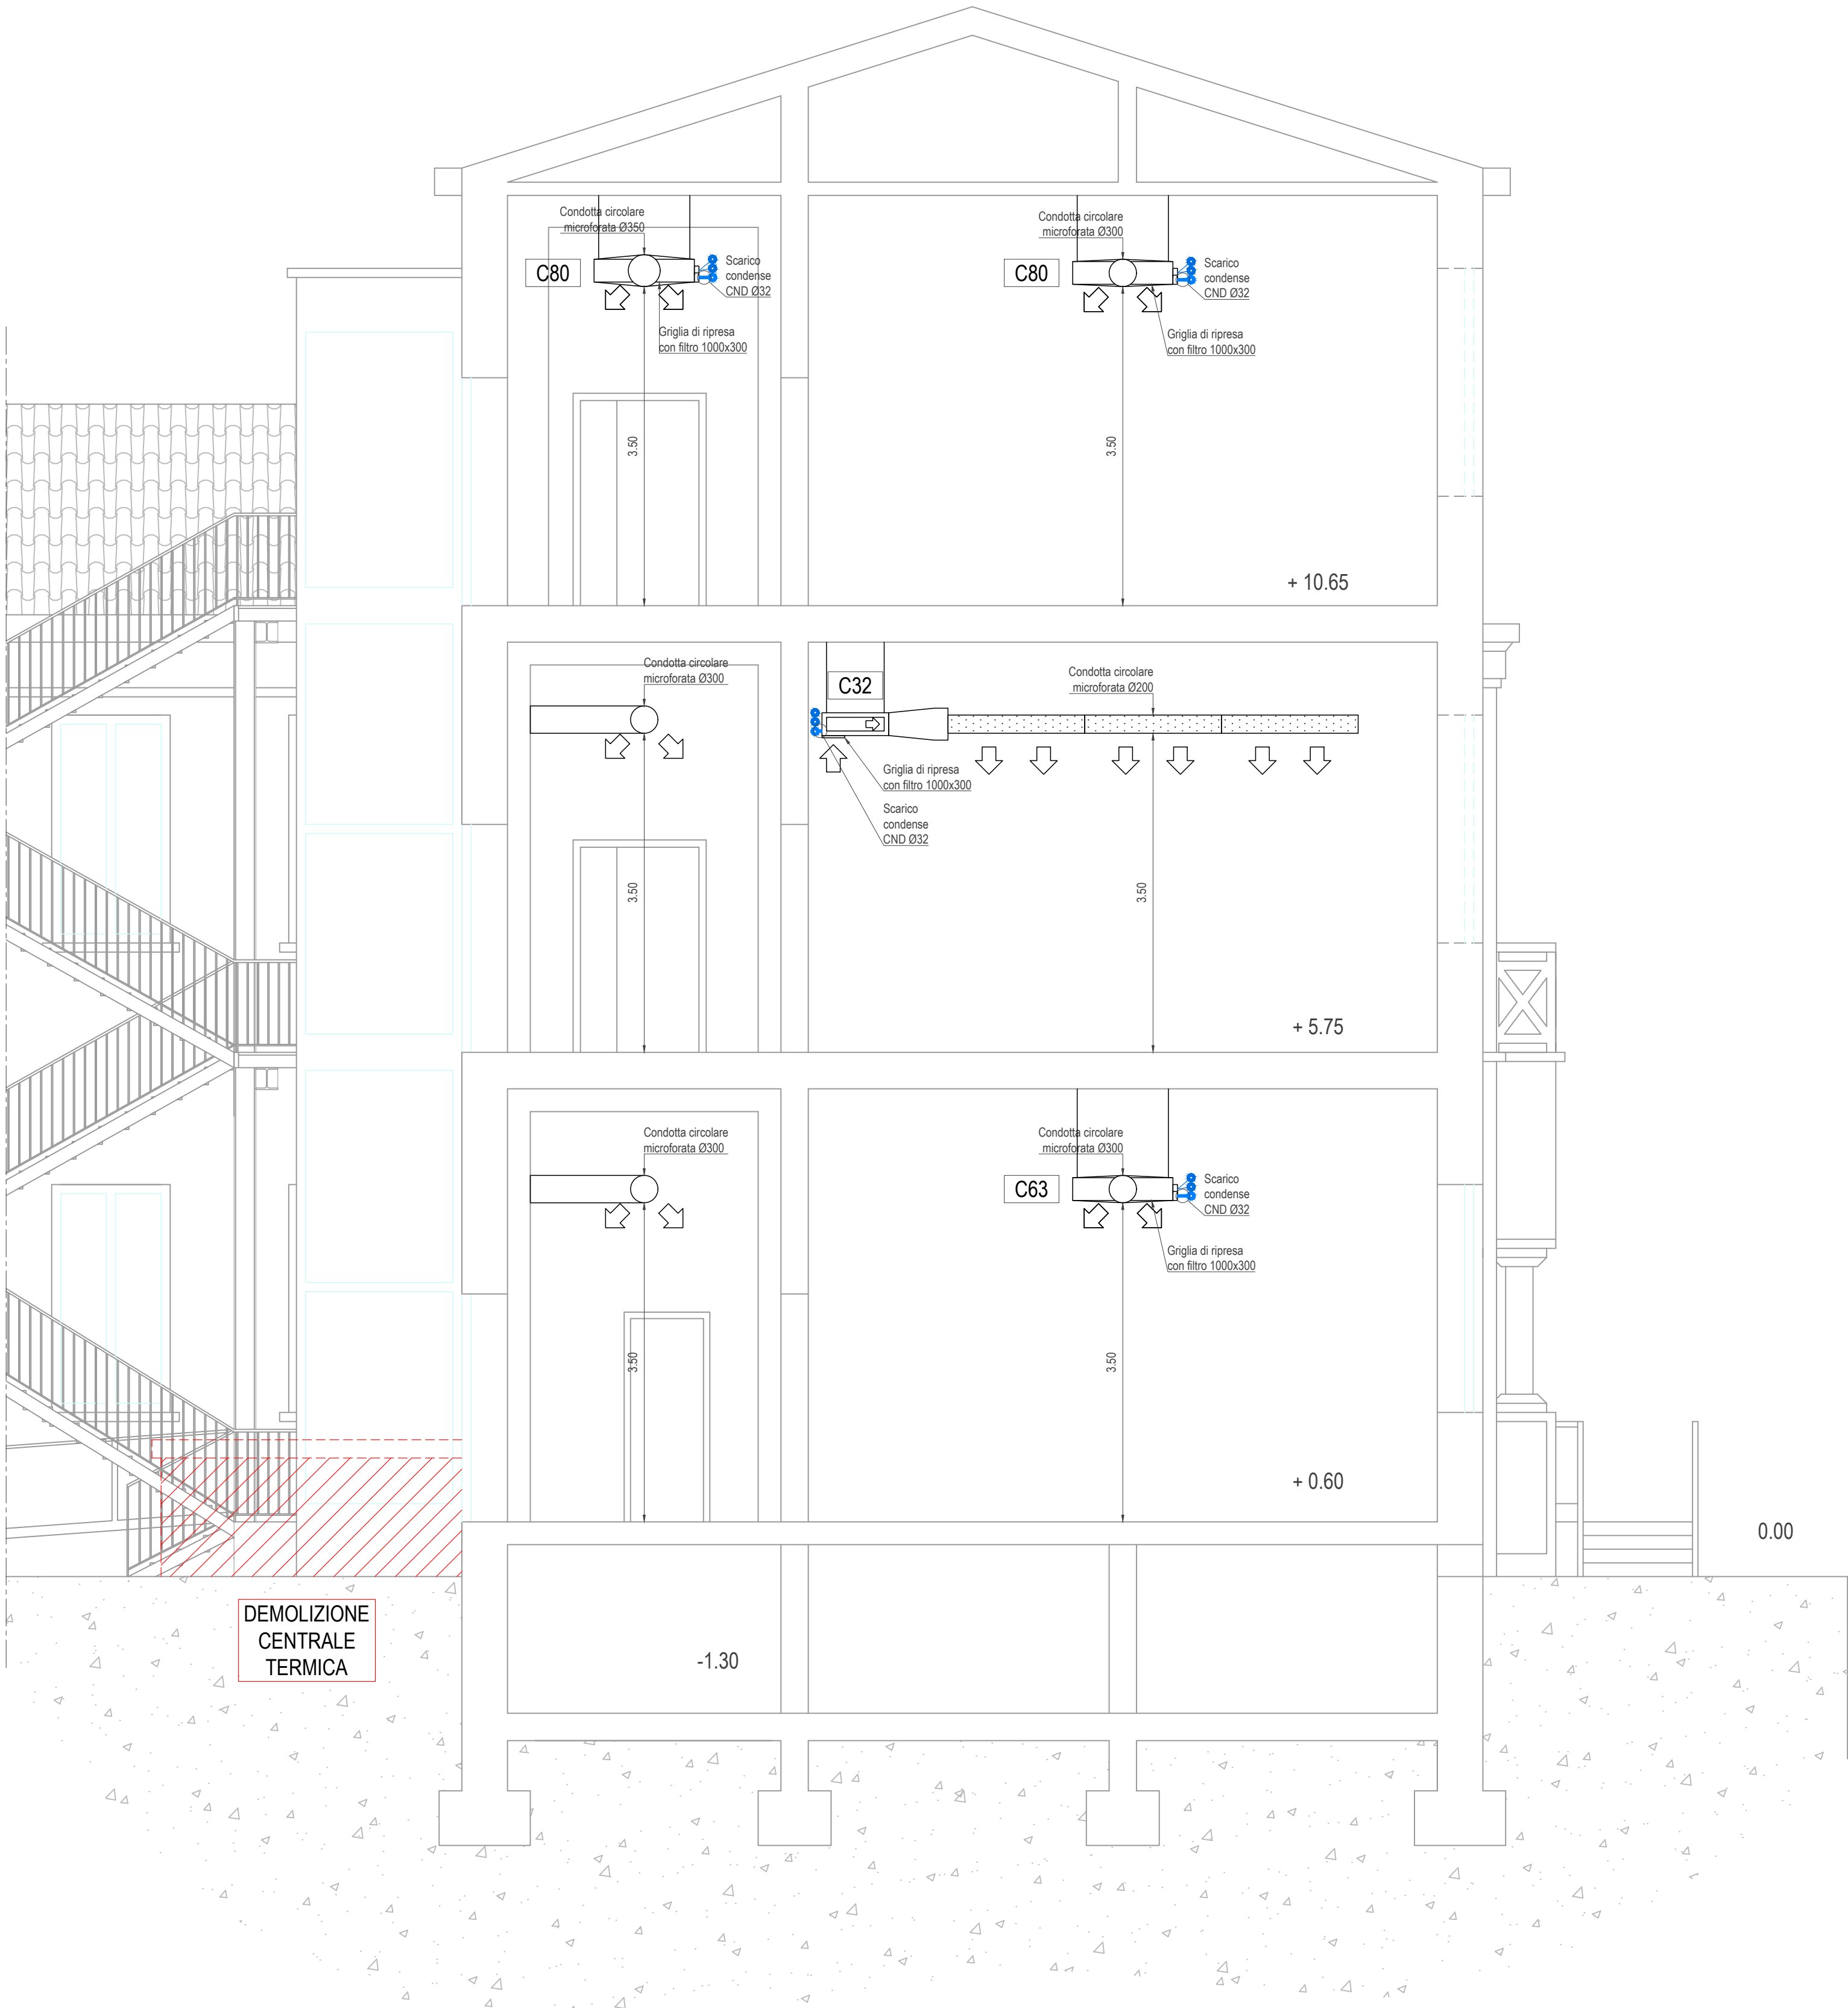 Condotta circolare
microforata Ø350
C80
Scarico
condense
CND Ø32
Griglia di ripresa
con filtro 1000x300
3.50
Condotta circolare
microforata Ø300
C80
Scarico
condense
CND Ø32
Griglia di ripresa
con filtro 1000x300
3.50
+ 10.65
Condotta circolare
microforata Ø300
3.50
C32
Condotta circolare
microforata Ø200
Griglia di ripresa
con filtro 1000x300
Scarico
condense
CND Ø32
3.50
+ 5.75
Condotta circolare
microforata Ø300
3.50
Condotta circolare
microforata Ø300
C63
Scarico
condense
CND Ø32
Griglia di ripresa
con filtro 1000x300
3.50
+ 0.60
0.00
DEMOLIZIONE
CENTRALE
TERMICA
-1.30